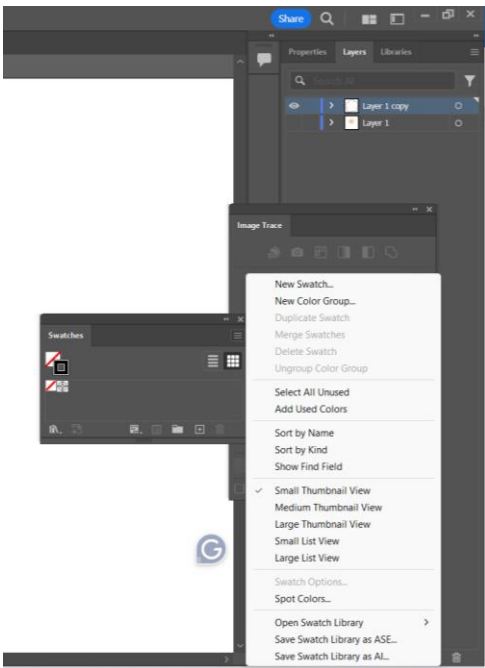 Share
Properties Layers Libraries
Search All
Layer 1 copy
Layer 1
Image Trace
Swatches
New Swatch...
New Color Group...
Duplicate Swatch
Merge Swatches
Delete Swatch
Ungroup Color Group
Select All Unused
Add Used Colors
Sort by Name
Sort by Kind
Show Find Field
Small Thumbnail View
Medium Thumbnail View
Large Thumbnail View
Small List View
Large List View
Swatch Options...
Spot Colors...
Open Swatch Library
Save Swatch Library as ASE...
Save Swatch Library as AI...